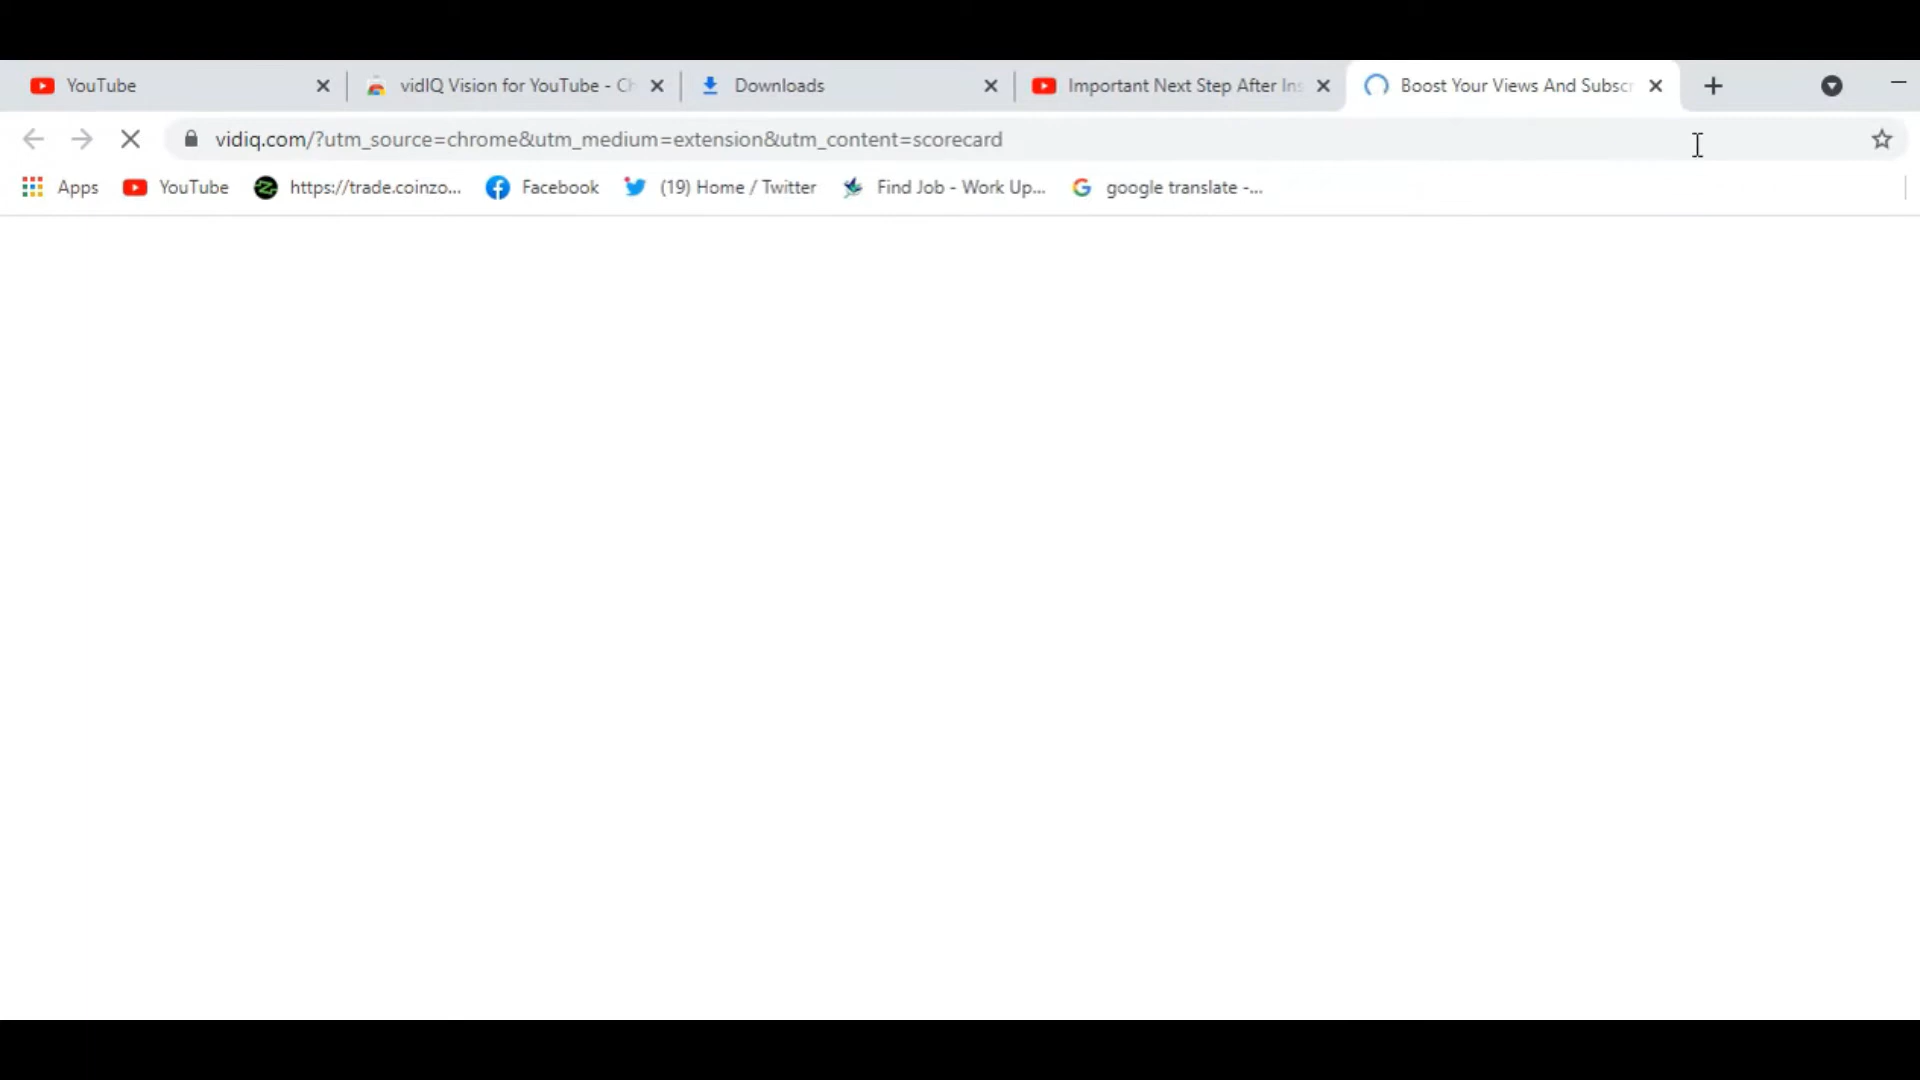 YouTube vidIQ Vision for YouTube - Ch Downloads Important Next Step After Ins Boost Your Views And Subscr
vidiq.com/?utm_source=chrome&utm_medium=extension&utm_content=scorecard
Apps YouTube https://trade.coinzo... Facebook (19) Home / Twitter Find Job - Work Up... google translate -...